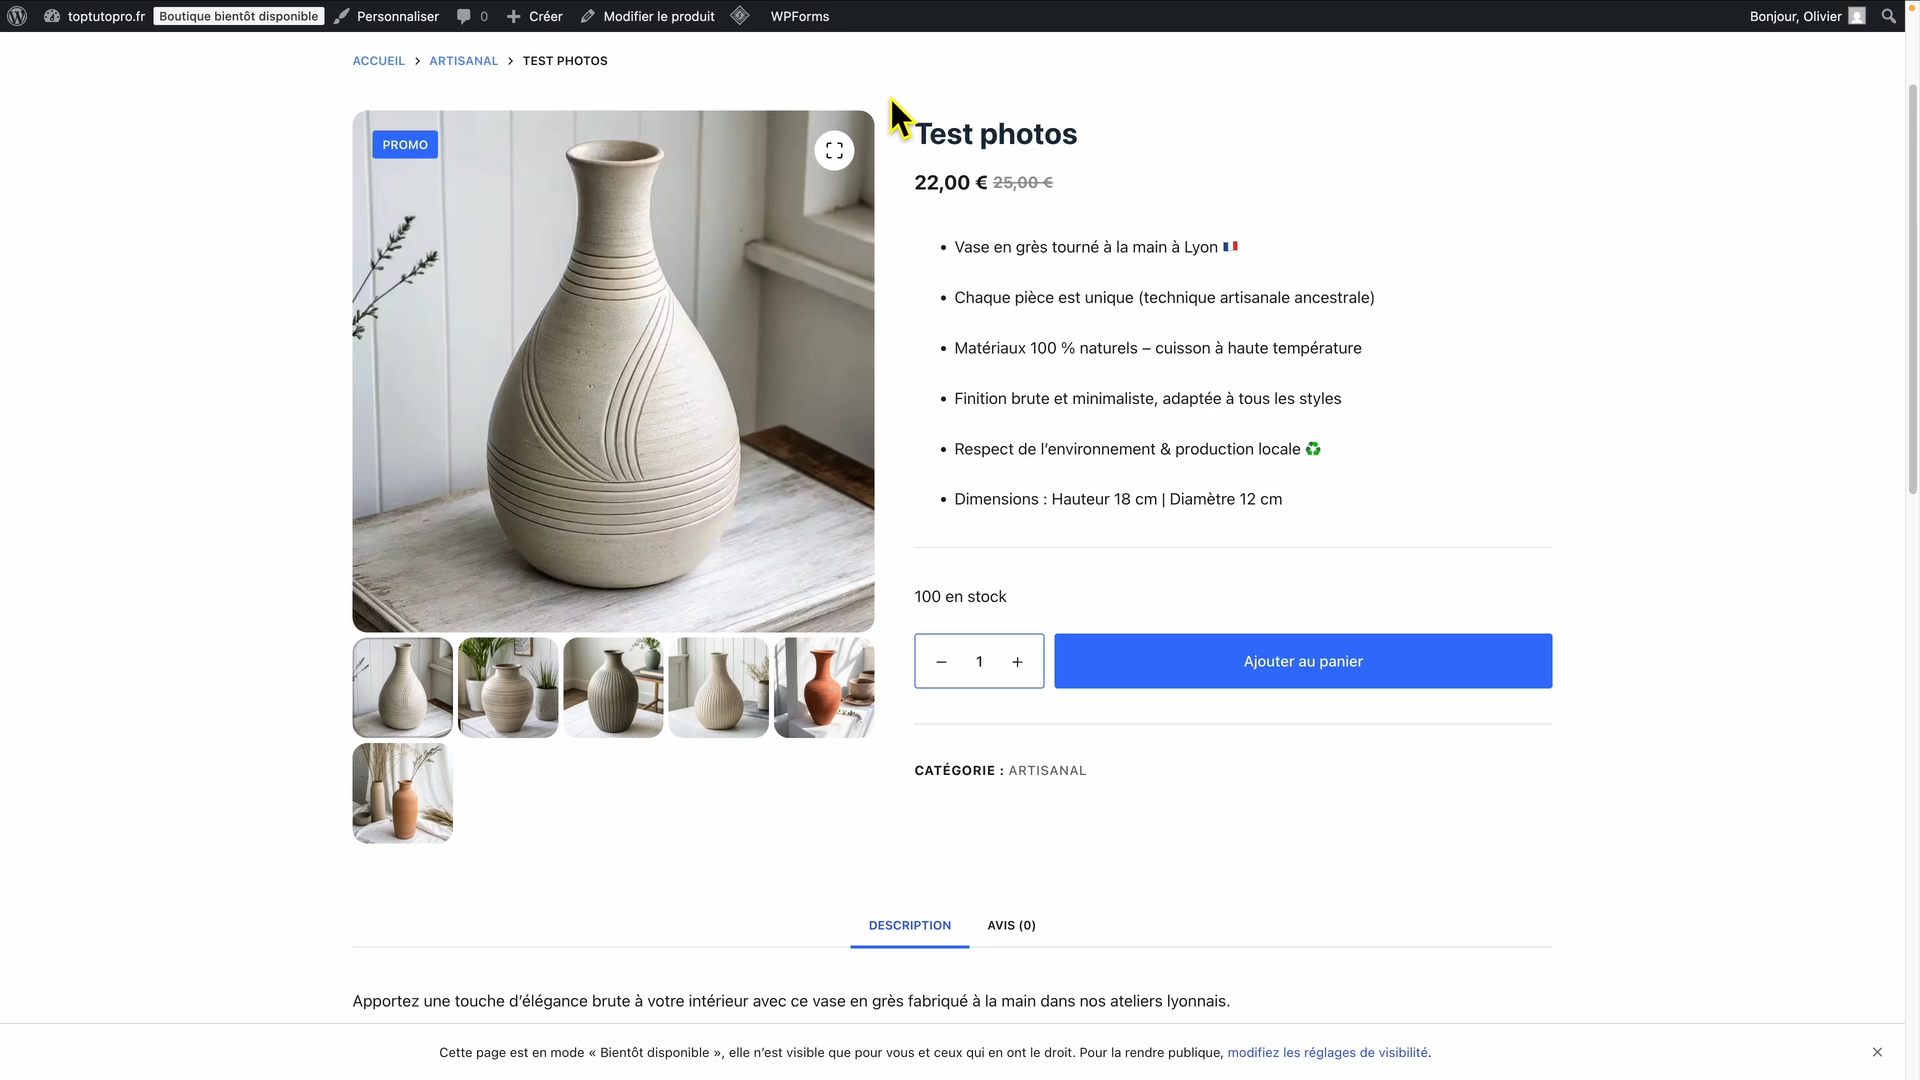 toptutopro.fr Boutique bientôt disponible Personnaliser 0 Créer Modifier le produit WPForms Bonjour, Olivier
ACCUEIL > ARTISANAL > TEST PHOTOS
PROMO
Test photos
22,00 € 25,00 €
• Vase en grès tourné à la main à Lyon 🇫🇷
• Chaque pièce est unique (technique artisanale ancestrale)
• Matériaux 100 % naturels – cuisson à haute température
• Finition brute et minimaliste, adaptée à tous les styles
• Respect de l’environnement & production locale ♻️
• Dimensions : Hauteur 18 cm | Diamètre 12 cm
100 en stock
− 1 + Ajouter au panier
CATÉGORIE : ARTISANAL
DESCRIPTION AVIS (0)
Apportez une touche d’élégance brute à votre intérieur avec ce vase en grès fabriqué à la main dans nos ateliers lyonnais.
Cette page est en mode « Bientôt disponible », elle n’est visible que pour vous et ceux qui en ont le droit. Pour la rendre publique, modifiez les réglages de visibilité.